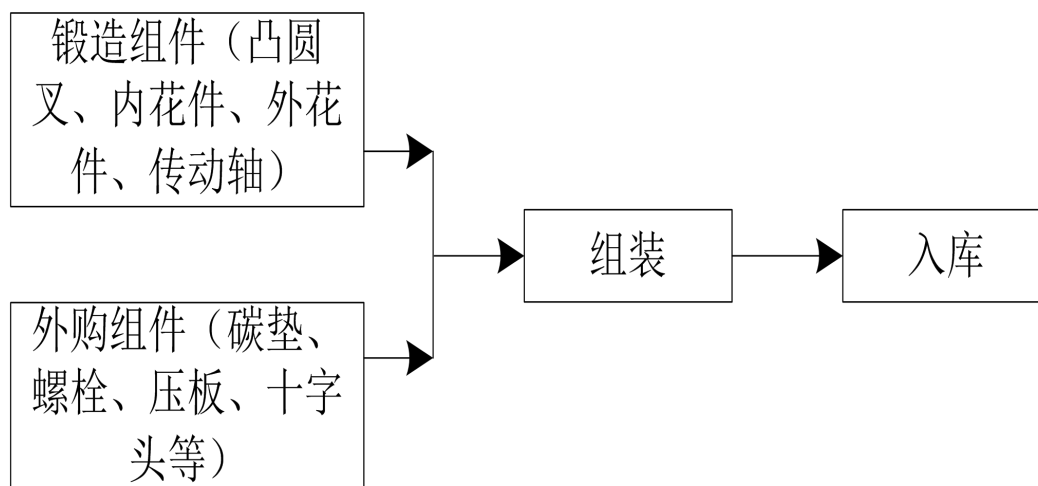 锻造组件（凸圆
叉、内花件、外花
件、传动轴）
组装
入库
外购组件（碳垫、
螺栓、压板、十字
头等）